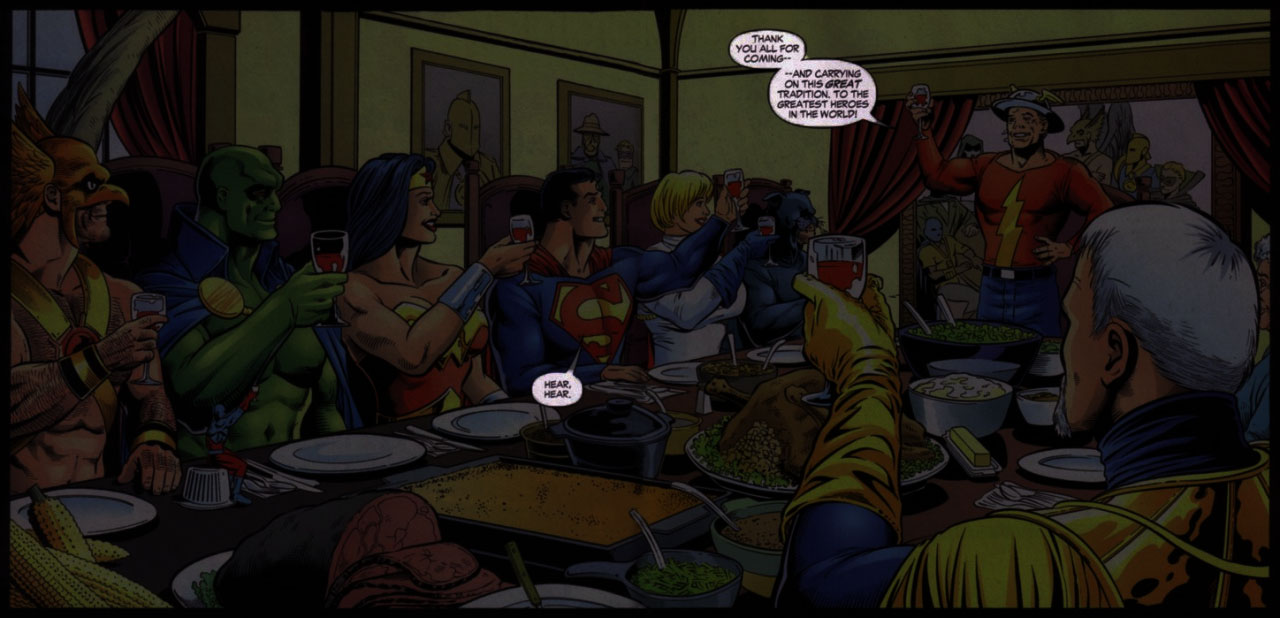 THANK
YOU ALL FOR
COMING--
--AND CARRYING
ON THIS GREAT
TRADITION. TO THE
GREATEST HEROES
IN THE WORLD!
HEAR,
HEAR.